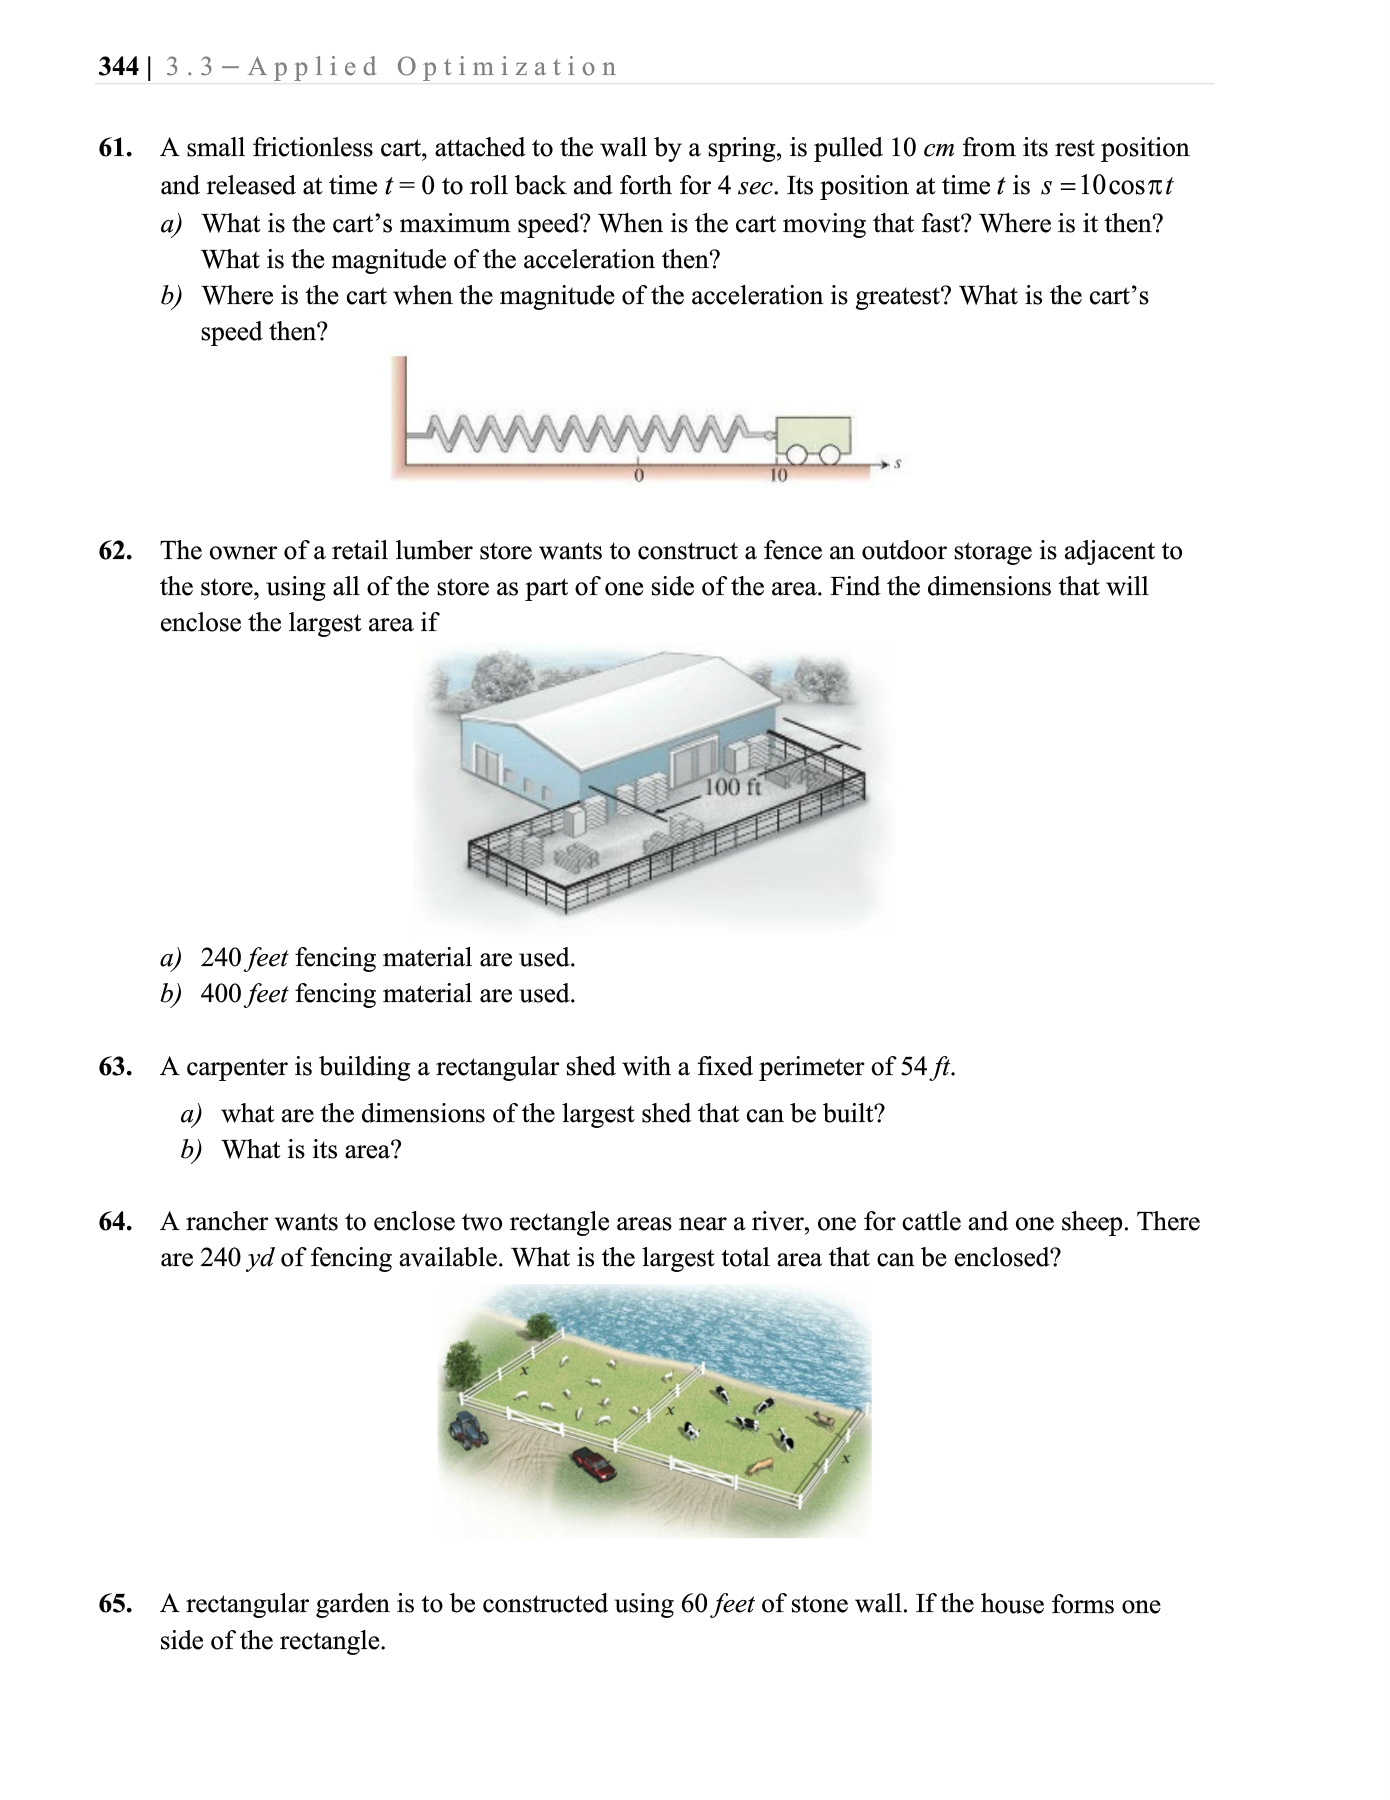 344 | 3.3 – Applied Optimization
61. A small frictionless cart, attached to the wall by a spring, is pulled 10 cm from its rest position
and released at time t = 0 to roll back and forth for 4 sec. Its position at time t is s = 10cosπt
a) What is the cart’s maximum speed? When is the cart moving that fast? Where is it then?
What is the magnitude of the acceleration then?
b) Where is the cart when the magnitude of the acceleration is greatest? What is the cart’s
speed then?
s
0 10
62. The owner of a retail lumber store wants to construct a fence an outdoor storage is adjacent to
the store, using all of the store as part of one side of the area. Find the dimensions that will
enclose the largest area if
100 ft
a) 240 feet fencing material are used.
b) 400 feet fencing material are used.
63. A carpenter is building a rectangular shed with a fixed perimeter of 54 ft.
a) what are the dimensions of the largest shed that can be built?
b) What is its area?
64. A rancher wants to enclose two rectangle areas near a river, one for cattle and one sheep. There
are 240 yd of fencing available. What is the largest total area that can be enclosed?
x
x
x
65. A rectangular garden is to be constructed using 60 feet of stone wall. If the house forms one
side of the rectangle.